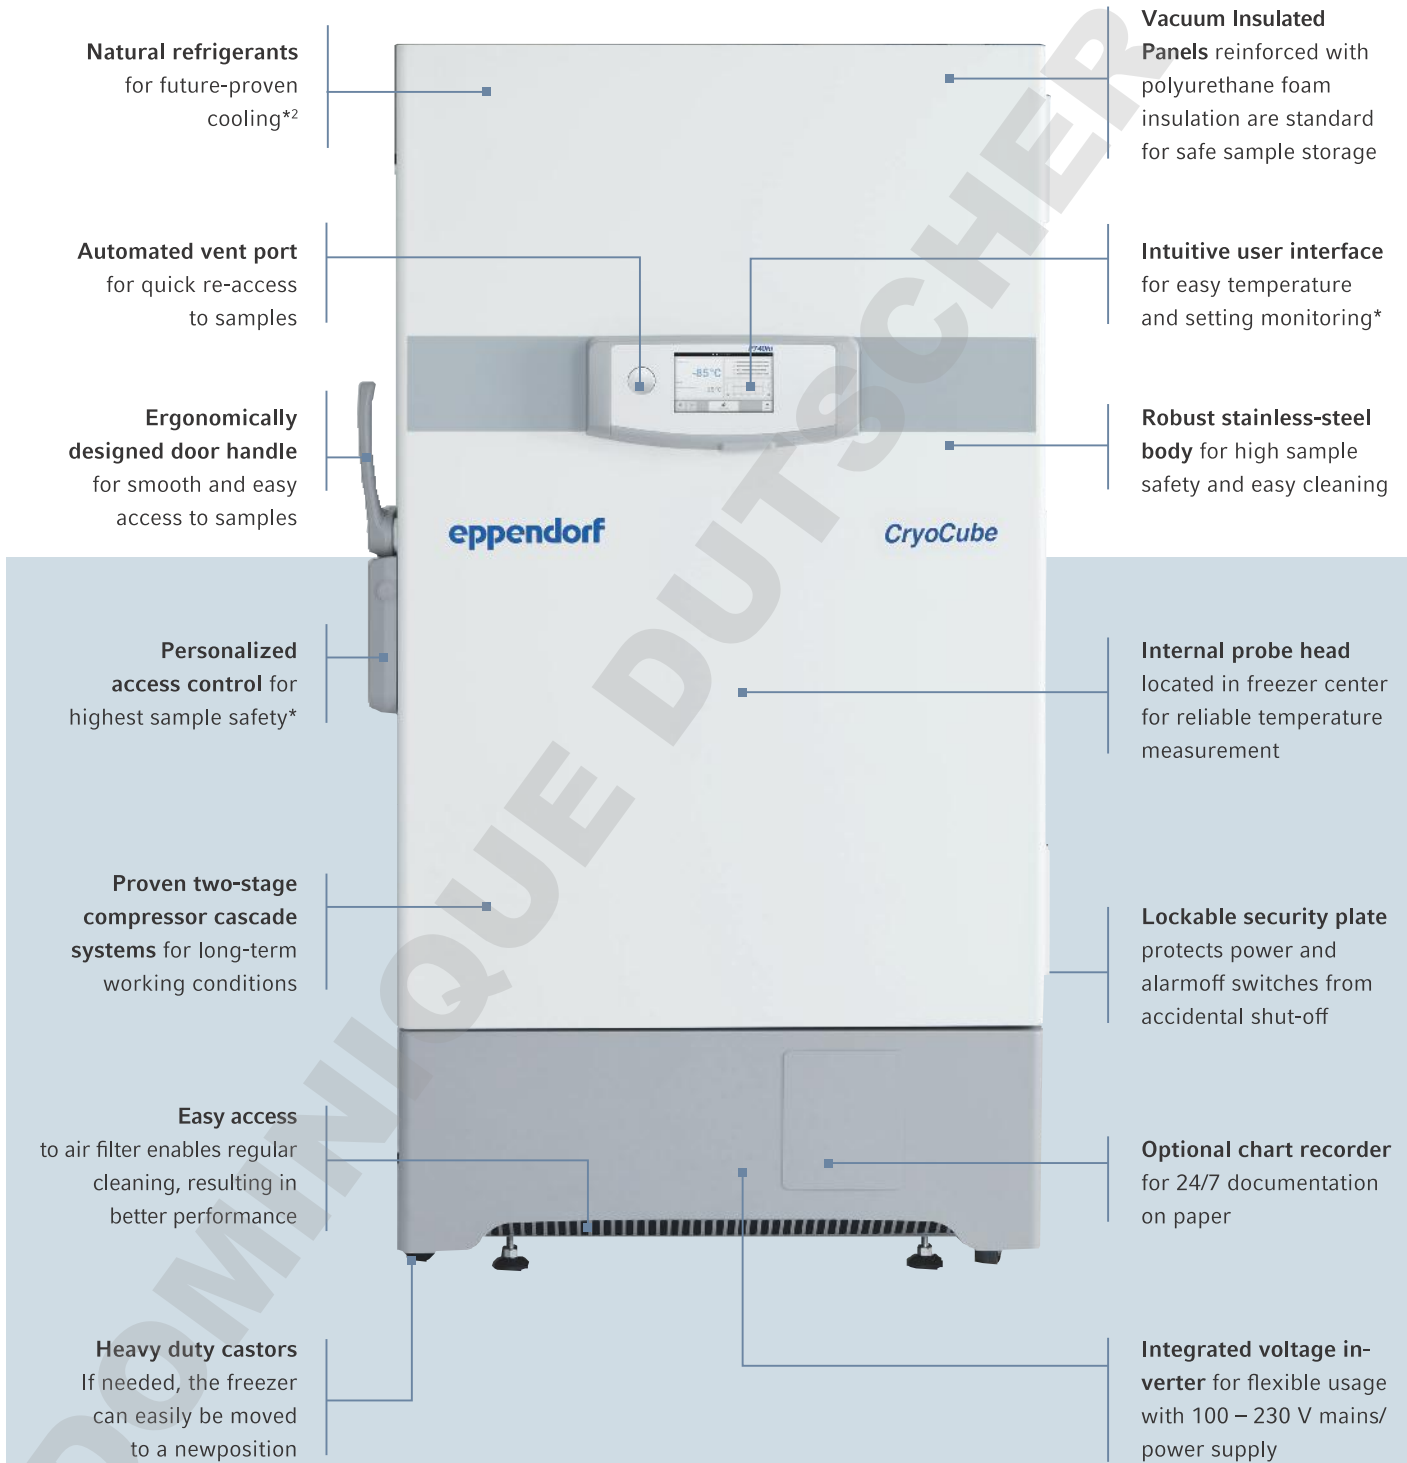 Natural refrigerants
for future-proven
cooling*2
Automated vent port
for quick re-access
to samples
Ergonomically
designed door handle
for smooth and easy
access to samples
Personalized
access control for
highest sample safety*
Proven two-stage
compressor cascade
systems for long-term
working conditions
Easy access
to air filter enables regular
cleaning, resulting in
better performance
Heavy duty castors
If needed, the freezer
can easily be moved
to a newposition
F740hi
-85°C
eppendorf
CryoCube
Vacuum Insulated
Panels reinforced with
polyurethane foam
insulation are standard
for safe sample storage
Intuitive user interface
for easy temperature
and setting monitoring*
Robust stainless-steel
body for high sample
safety and easy cleaning
Internal probe head
located in freezer center
for reliable temperature
measurement
Lockable security plate
protects power and
alarmoff switches from
accidental shut-off
Optional chart recorder
for 24/7 documentation
on paper
Integrated voltage in-
verter for flexible usage
with 100 – 230 V mains/
power supply
DOMINIQUE DUTSCHER